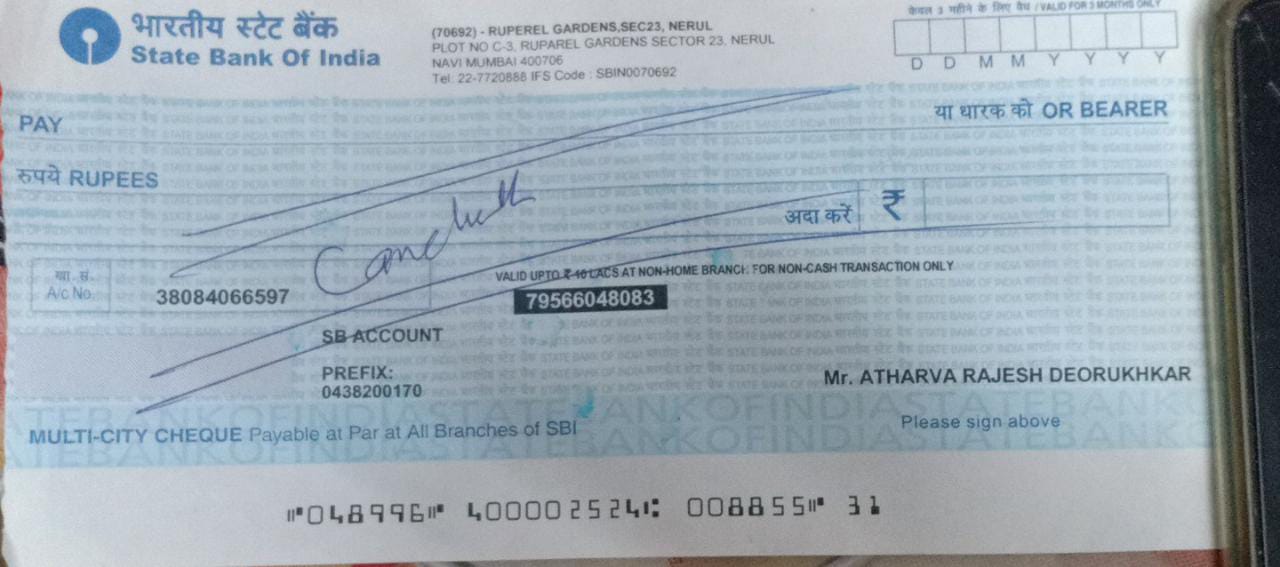 भारतीय स्टेट बैंक
State Bank Of India
(70692) - RUPEREL GARDENS,SEC23, NERUL
PLOT NO C-3, RUPAREL GARDENS SECTOR 23, NERUL
NAVI MUMBAI 400706
Tel: 22-7720888 IFS Code : SBIN0070692
केवल 3 महीने के लिए वैध / VALID FOR 3 MONTHS ONLY
D D M M Y Y Y Y
PAY
या धारक को OR BEARER
रुपये RUPEES
अदा करें ₹
खा. सं.
A/c No.
38084066597
VALID UPTO ₹ 10 LACS AT NON-HOME BRANCH FOR NON-CASH TRANSACTION ONLY
79566048083
SB ACCOUNT
PREFIX:
0438200170
Mr. ATHARVA RAJESH DEORUKHKAR
Please sign above
MULTI-CITY CHEQUE Payable at Par at All Branches of SBI
⑈048996⑈ 400002524⑆ 008855⑈ 31